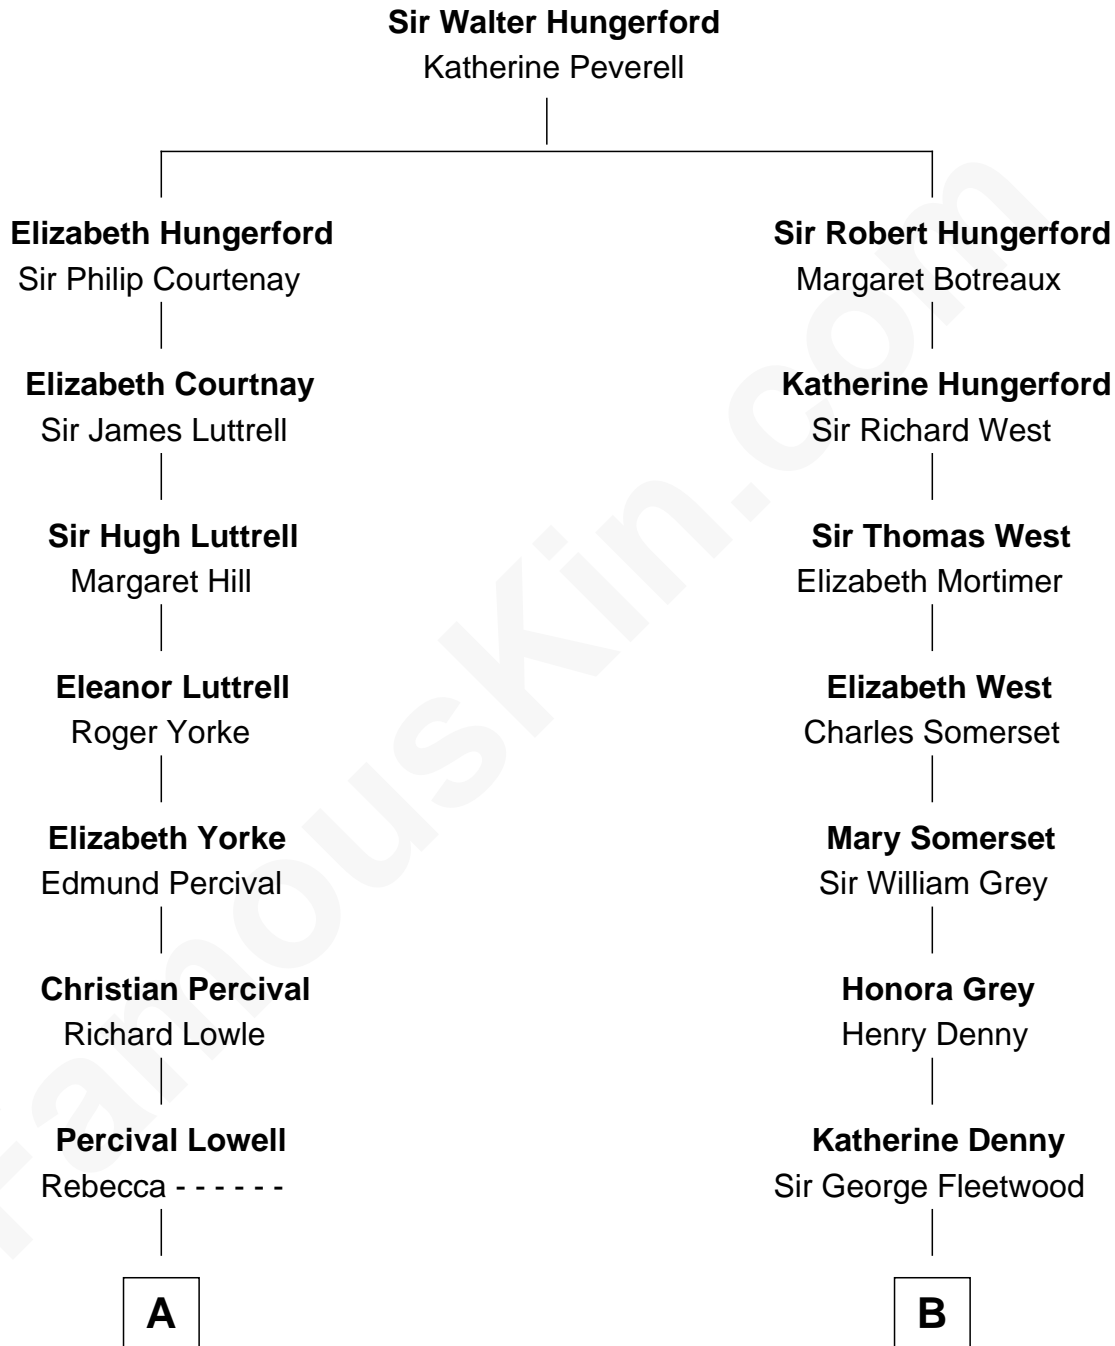 Sir Walter Hungerford
Katherine Peverell
Elizabeth Hungerford
Sir Philip Courtenay
Sir Robert Hungerford
Margaret Botreaux
Elizabeth Courtnay
Sir James Luttrell
Katherine Hungerford
Sir Richard West
Sir Hugh Luttrell
Margaret Hill
Sir Thomas West
Elizabeth Mortimer
Eleanor Luttrell
Roger Yorke
Elizabeth West
Charles Somerset
Elizabeth Yorke
Edmund Percival
Mary Somerset
Sir William Grey
Christian Percival
Richard Lowle
Honora Grey
Henry Denny
Percival Lowell
Rebecca - - - - - -
Katherine Denny
Sir George Fleetwood
A
B
FamousKin.com